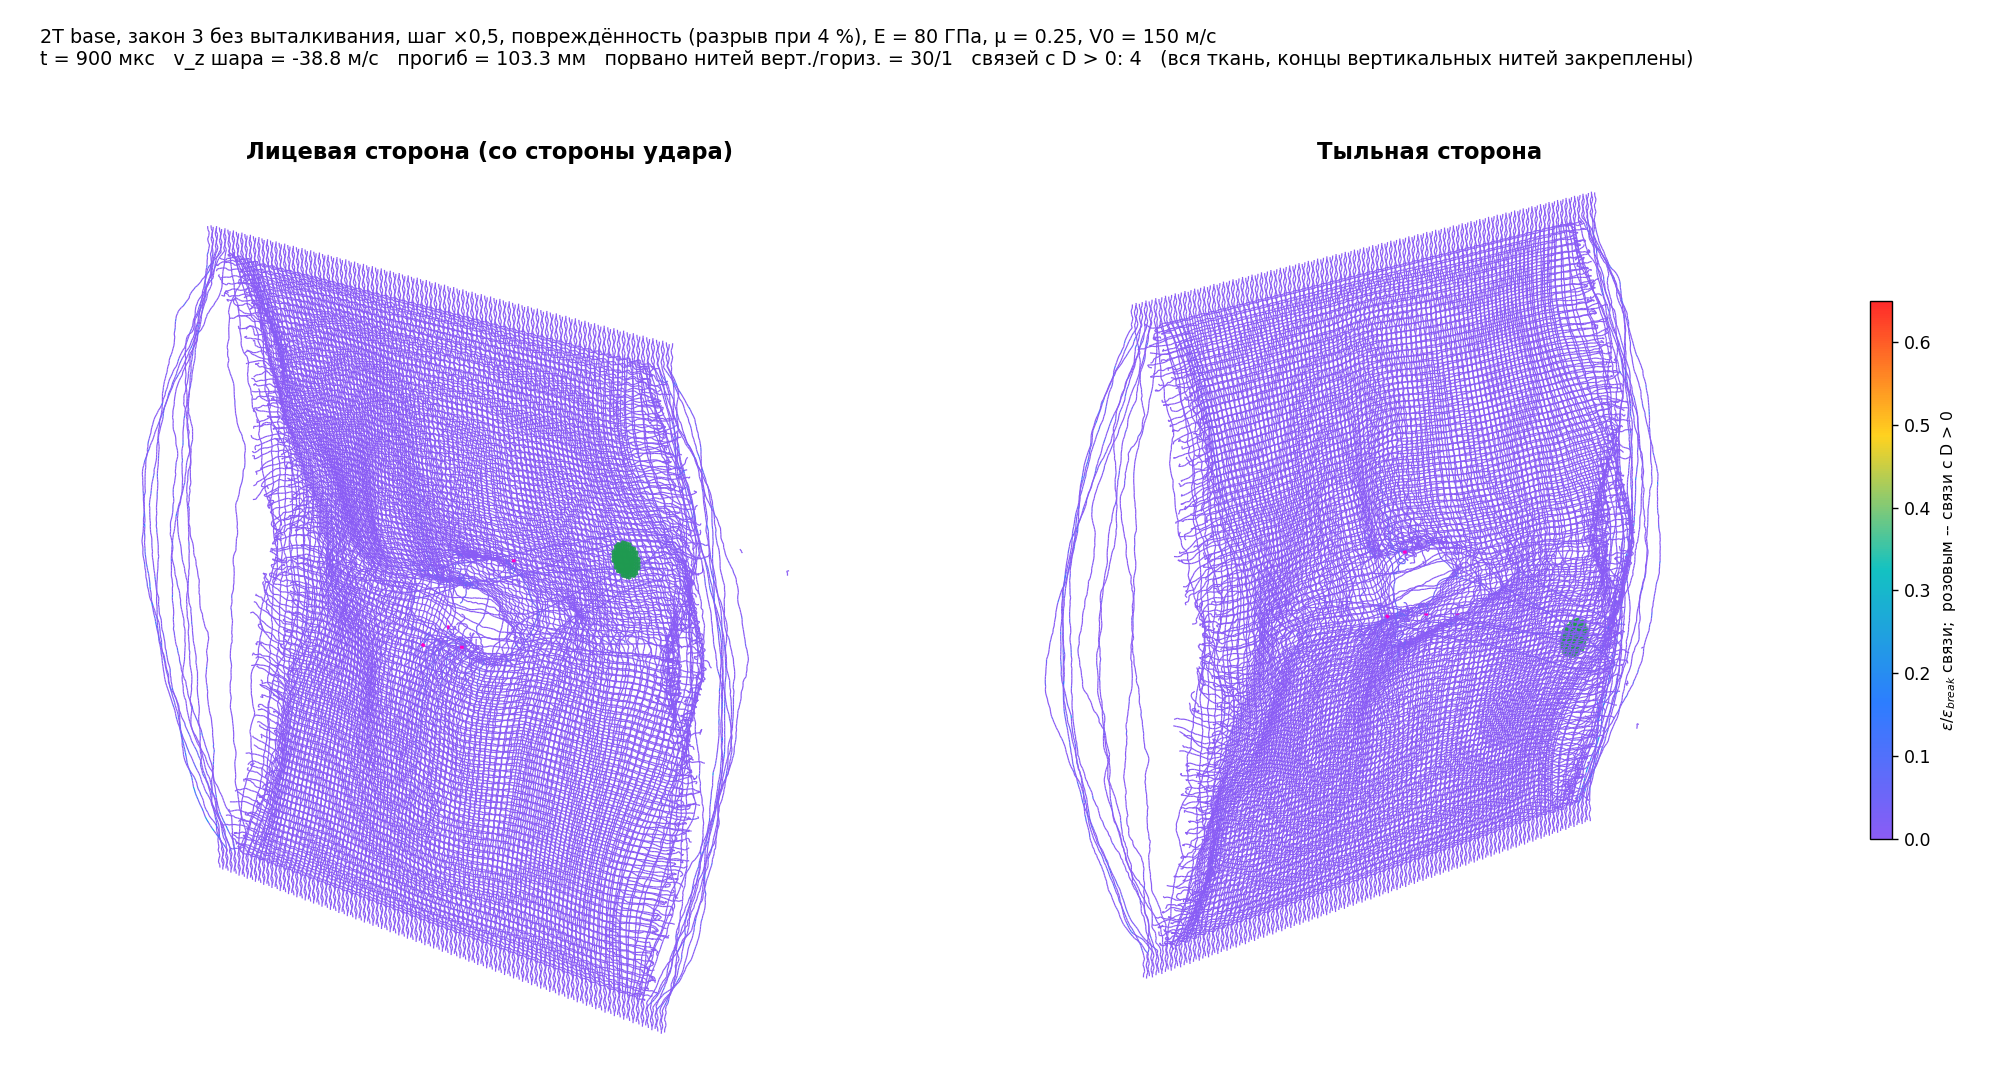 2T base, закон 3 без выталкивания, шаг ×0,5, повреждённость (разрыв при 4 %), E = 80 ГПа, μ = 0.25, V0 = 150 м/с
t = 900 мкс   v_z шара = -38.8 м/с   прогиб = 103.3 мм   порвано нитей верт./гориз. = 30/1   связей с D > 0: 4   (вся ткань, концы вертикальных нитей закреплены)
Лицевая сторона (со стороны удара)
Тыльная сторона
0.6
0.5
0.4
0.3
0.2
0.1
0.0
ε/ε_break связи;  розовым -- связи с D > 0